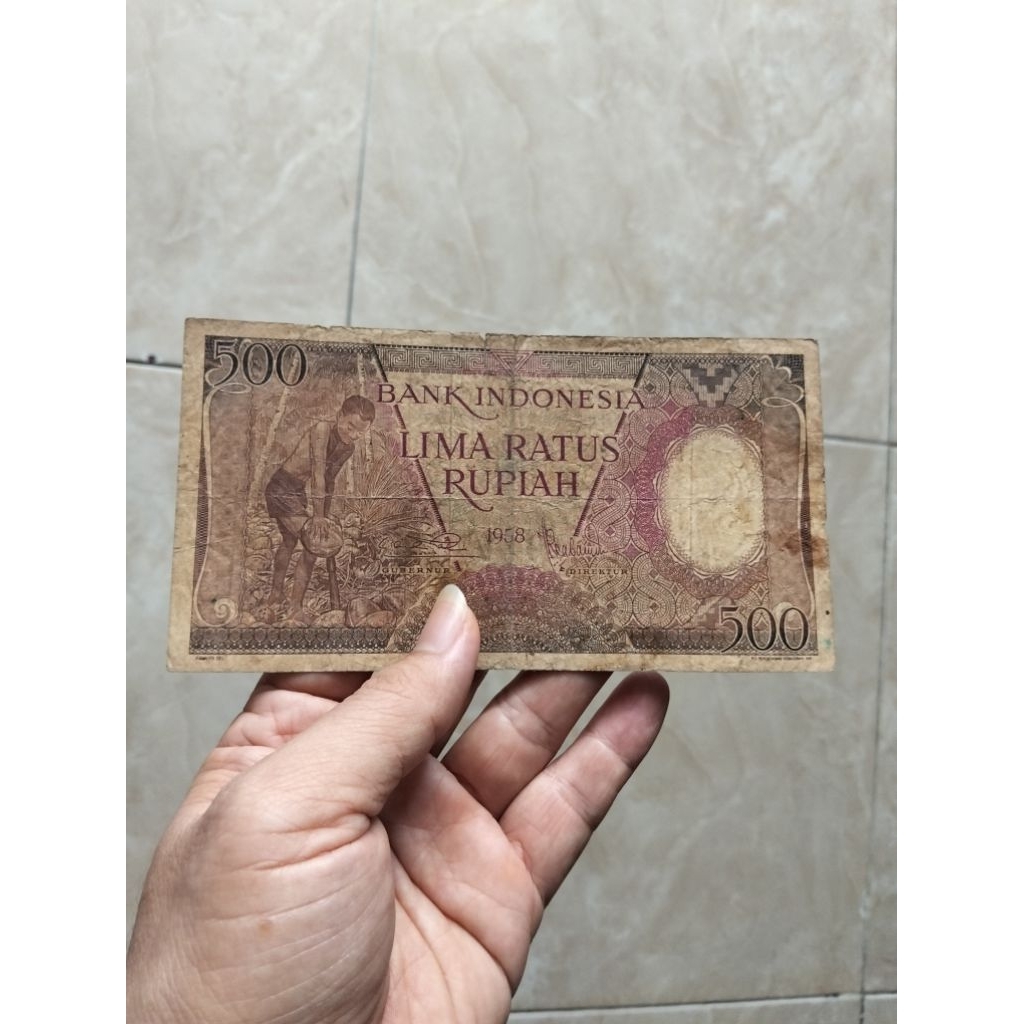 500
BANK INDONESIA
LIMA RATUS
RUPIAH
1958
GUBERNUR
DIREKTUR
500